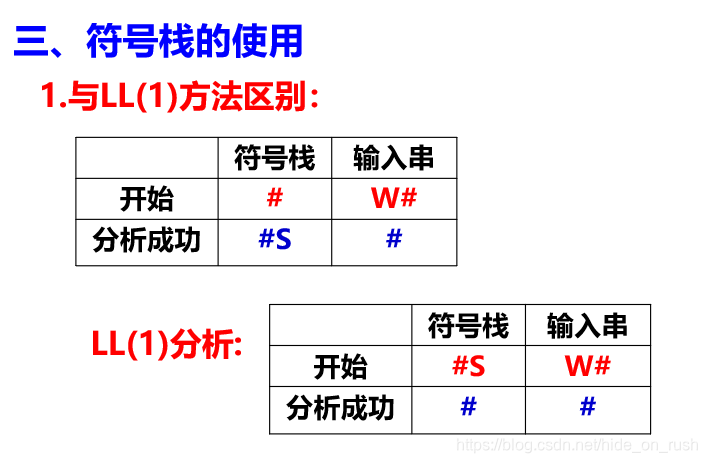 三、符号栈的使用
1.与LL(1)方法区别：
符号栈 输入串
开始 # W#
分析成功 #S #
LL(1)分析:
符号栈 输入串
开始 #S W#
分析成功 # #
https://blog.csdn.net/hide_on_rush